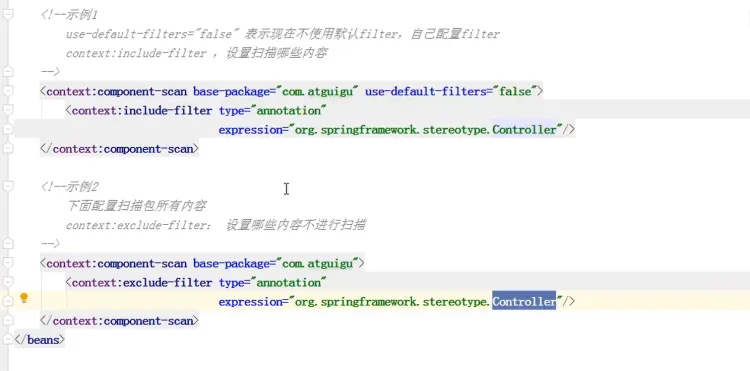 <!--示例1
use-default-filters="false" 表示现在不使用默认filter，自己配置filter
context:include-filter ，设置扫描哪些内容
-->
<context:component-scan base-package="com.atguigu" use-default-filters="false">
<context:include-filter type="annotation"
expression="org.springframework.stereotype.Controller"/>
</context:component-scan>
<!--示例2
下面配置扫描包所有内容
context:exclude-filter： 设置哪些内容不进行扫描
-->
<context:component-scan base-package="com.atguigu">
<context:exclude-filter type="annotation"
expression="org.springframework.stereotype.Controller"/>
</context:component-scan>
</beans>